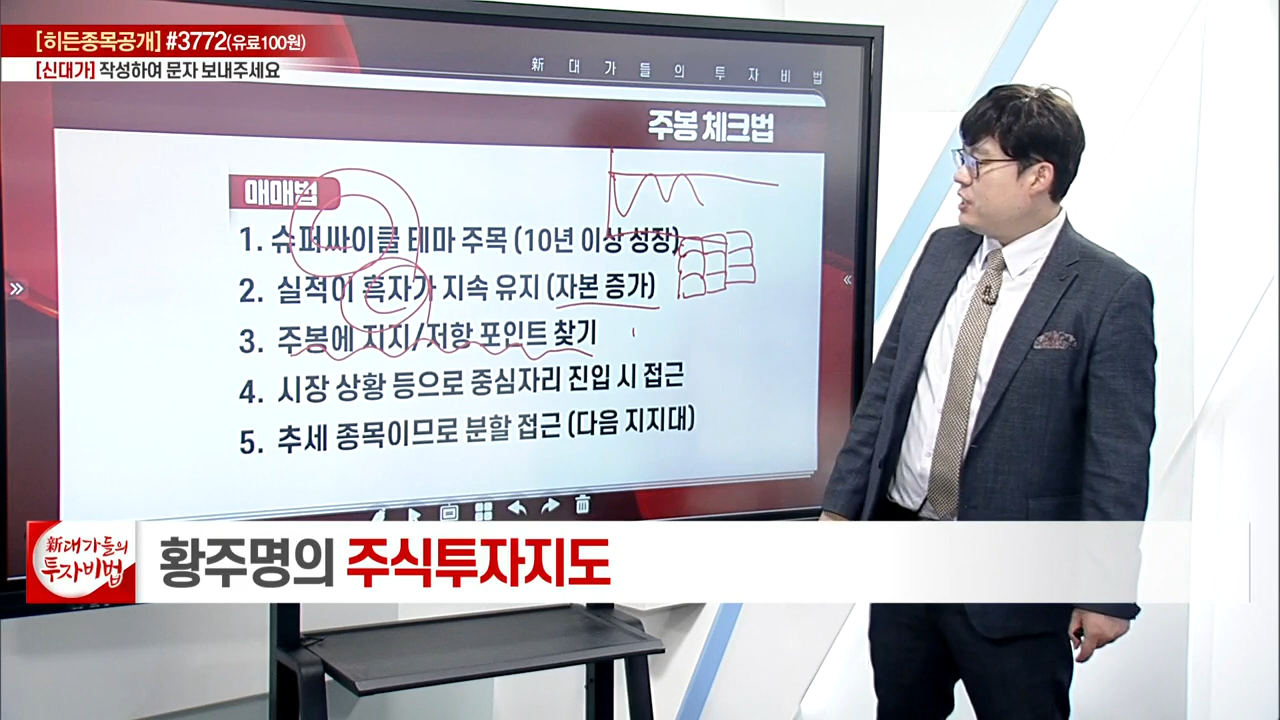 [히든종목공개] #3772(유료100원)
[신대가] 작성하여 문자 보내주세요
新 대 가 들 의 투 자 비 법
주봉 체크법
매매법
1. 슈퍼싸이클 테마 주목 (10년 이상 성장)
2. 실적이 흑자가 지속 유지 (자본 증가)
3. 주봉에 지지/저항 포인트 찾기
4. 시장 상황 등으로 중심자리 진입 시 접근
5. 추세 종목이므로 분할 접근 (다음 지지대)
新대가들의
투자비법
황주명의 주식투자지도